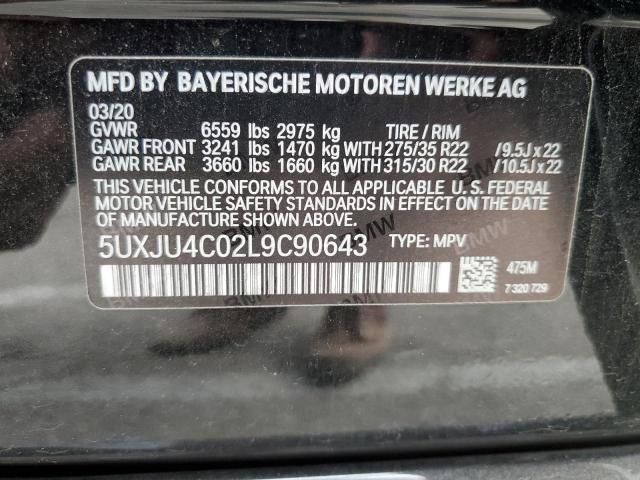 MFD BY BAYERISCHE MOTOREN WERKE AG
03/20
GVWR 6559 lbs 2975 kg TIRE / RIM
GAWR FRONT 3241 lbs 1470 kg WITH 275/35 R22 /9.5J x 22
GAWR REAR 3660 lbs 1660 kg WITH 315/30 R22 /10.5J x 22
THIS VEHICLE CONFORMS TO ALL APPLICABLE U. S. FEDERAL
MOTOR VEHICLE SAFETY STANDARDS IN EFFECT ON THE
DATE OF MANUFACTURE SHOWN ABOVE.
5UXJU4C02L9C90643 TYPE: MPV
475M
7 320 729